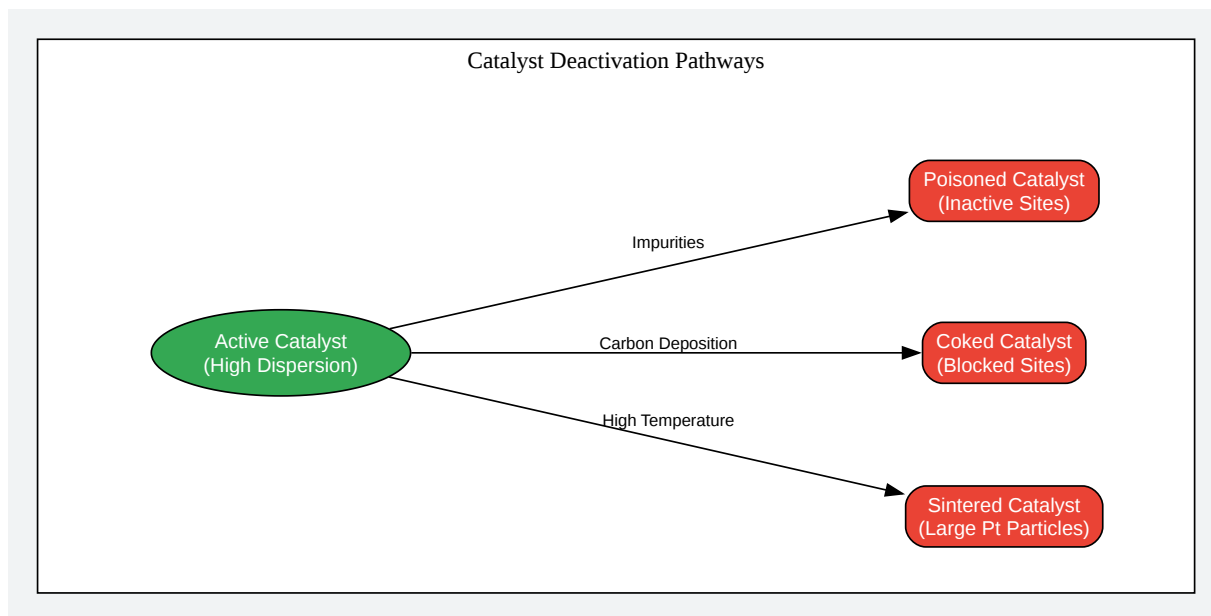 Catalyst Deactivation Pathways
Poisoned Catalyst
(Inactive Sites)
Impurities
Active Catalyst
(High Dispersion)
Carbon Deposition
Coked Catalyst
(Blocked Sites)
High Temperature
Sintered Catalyst
(Large Pt Particles)